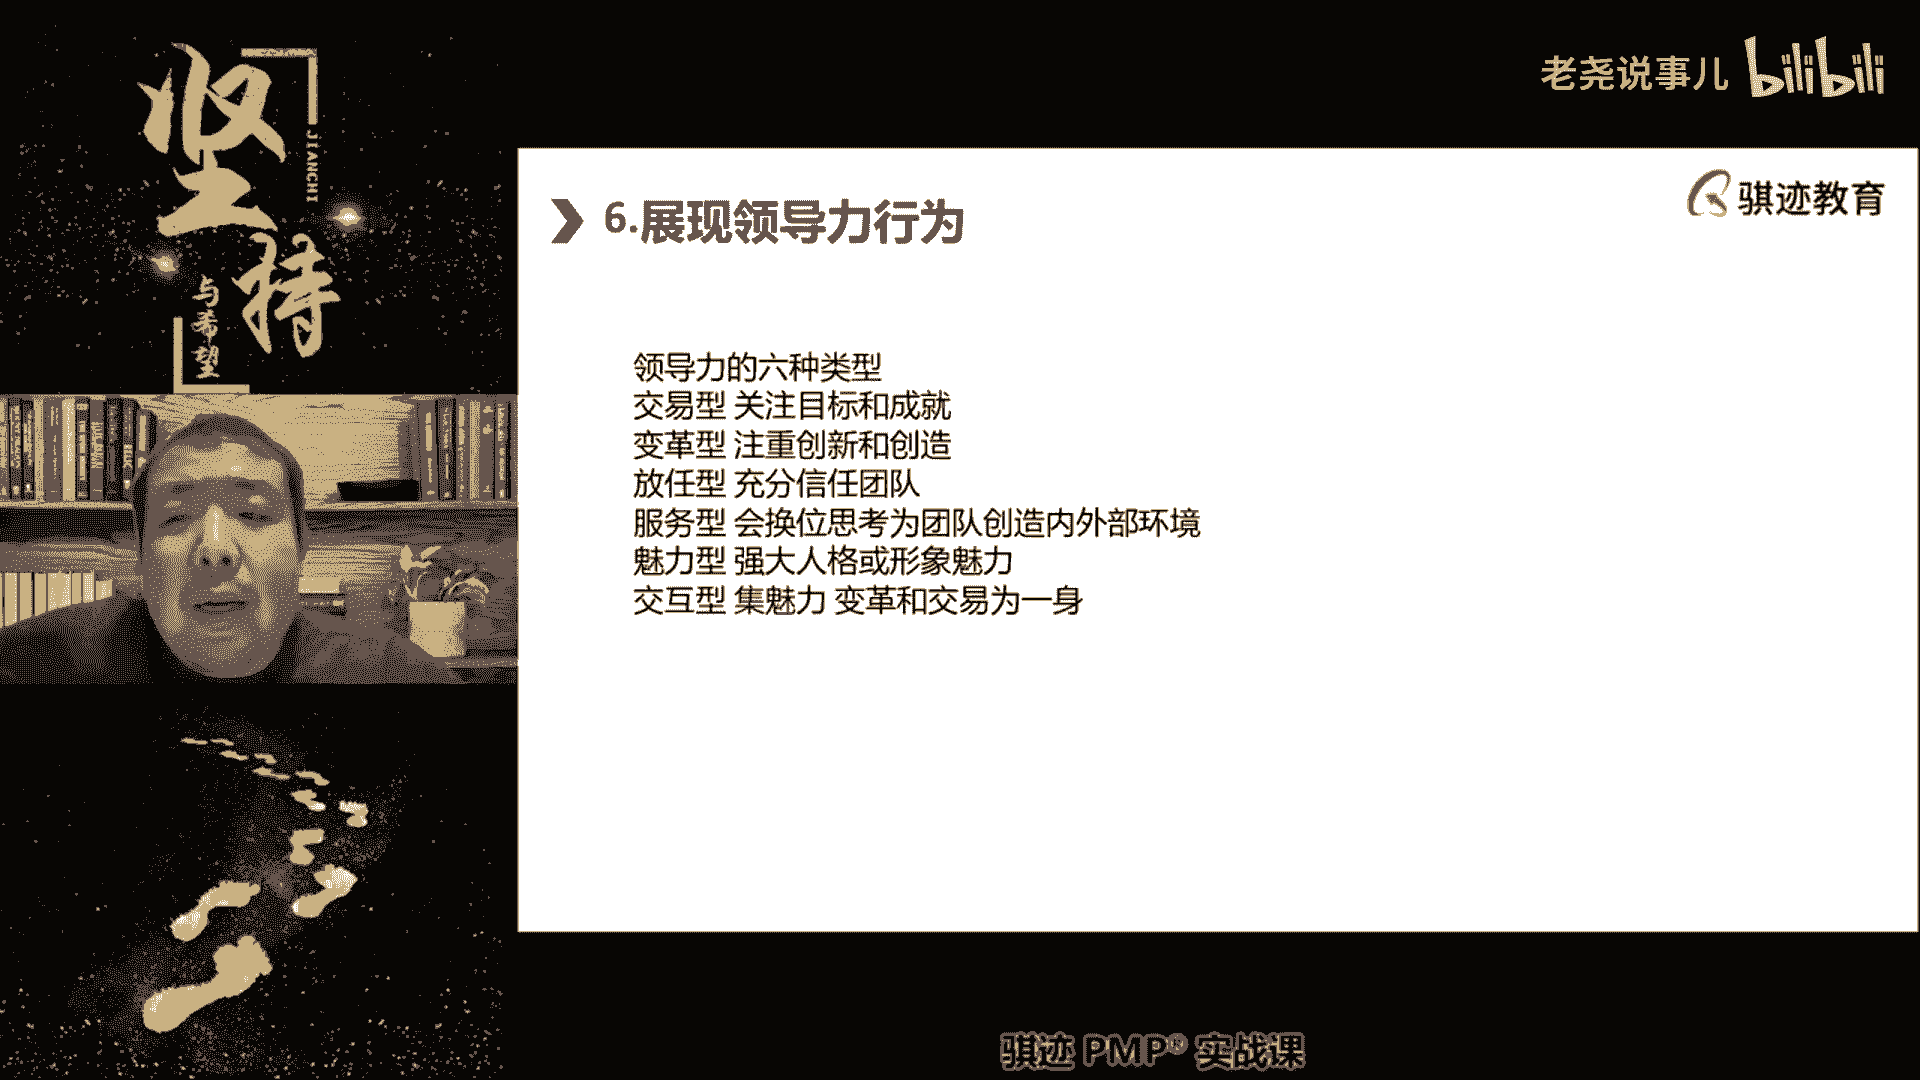 坚持
JIANCHI
与希望
老尧说事儿 bilibili
骐迹教育
6.展现领导力行为
领导力的六种类型
交易型 关注目标和成就
变革型 注重创新和创造
放任型 充分信任团队
服务型 会换位思考为团队创造内外部环境
魅力型 强大人格或形象魅力
交互型 集魅力 变革和交易为一身
骐迹 PMP® 实战课